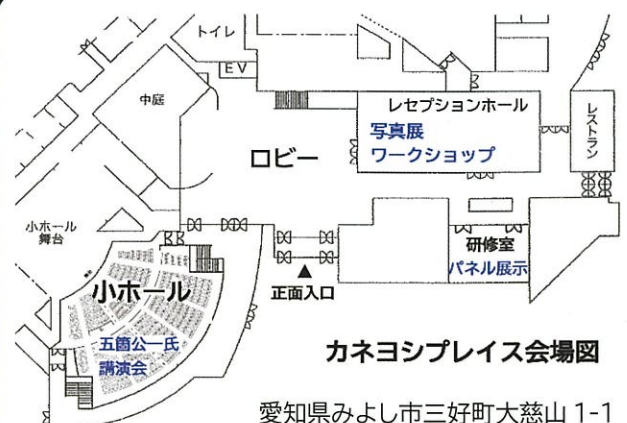 トイレ
EV
中庭
レセプションホール
写真展
ワークショップ
レストラン
ロビー
小ホール
舞台
研修室
パネル展示
正面入口
小ホール
五箇公一氏
講演会
カネヨシプレイス会場図
愛知県みよし市三好町大慈山 1-1